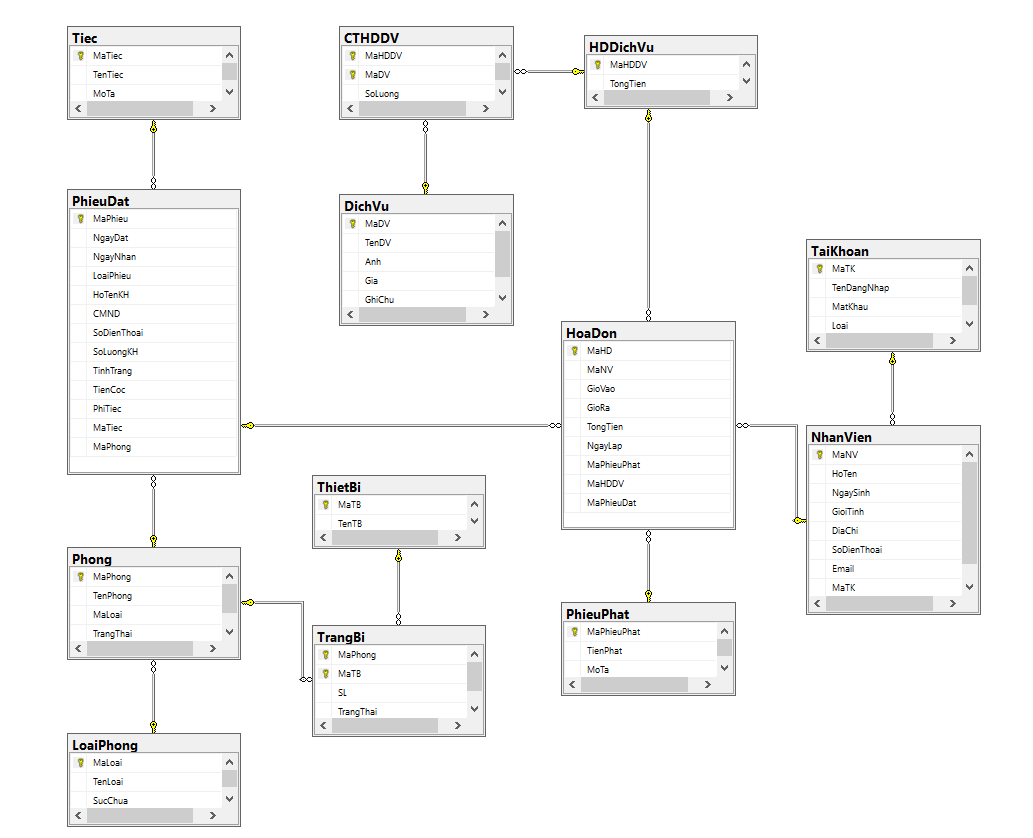 Tiec
MaTiec
TenTiec
MoTa
CTHDDV
MaHDDV
MaDV
SoLuong
HDDichVu
MaHDDV
TongTien
PhieuDat
MaPhieu
NgayDat
NgayNhan
LoaiPhieu
HoTenKH
CMND
SoDienThoai
SoLuongKH
TinhTrang
TienCoc
PhiTiec
MaTiec
MaPhong
DichVu
MaDV
TenDV
Anh
Gia
GhiChu
TaiKhoan
MaTK
TenDangNhap
MatKhau
Loai
HoaDon
MaHD
MaNV
GioVao
GioRa
TongTien
NgayLap
MaPhieuPhat
MaHDDV
MaPhieuDat
NhanVien
MaNV
HoTen
NgaySinh
GioiTinh
DiaChi
SoDienThoai
Email
MaTK
ThietBi
MaTB
TenTB
Phong
MaPhong
TenPhong
MaLoai
TrangThai
TrangBi
MaPhong
MaTB
SL
TrangThai
PhieuPhat
MaPhieuPhat
TienPhat
MoTa
LoaiPhong
MaLoai
TenLoai
SucChua